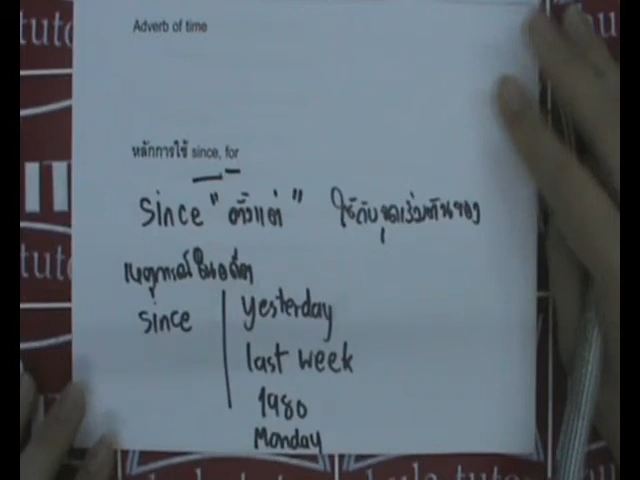 Adverb of time
หลักการใช้ since, for
since " ตั้งแต่ " ใช้กับจุดเริ่มต้นของ
เหตุการณ์ในอดีต
since yesterday
last week
1980
Monday